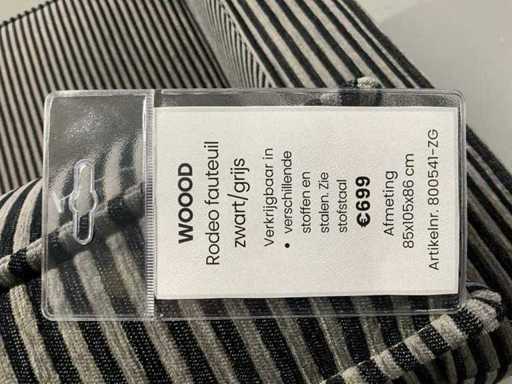 WOOOD
Rodeo fauteuil
zwart/grijs
Verkrijgbaar in
• verschillende
stoffen en
stalen. Zie
stofstaal
€699
Afmeting
85x105x86 cm
Artikelnr. 800541-ZG